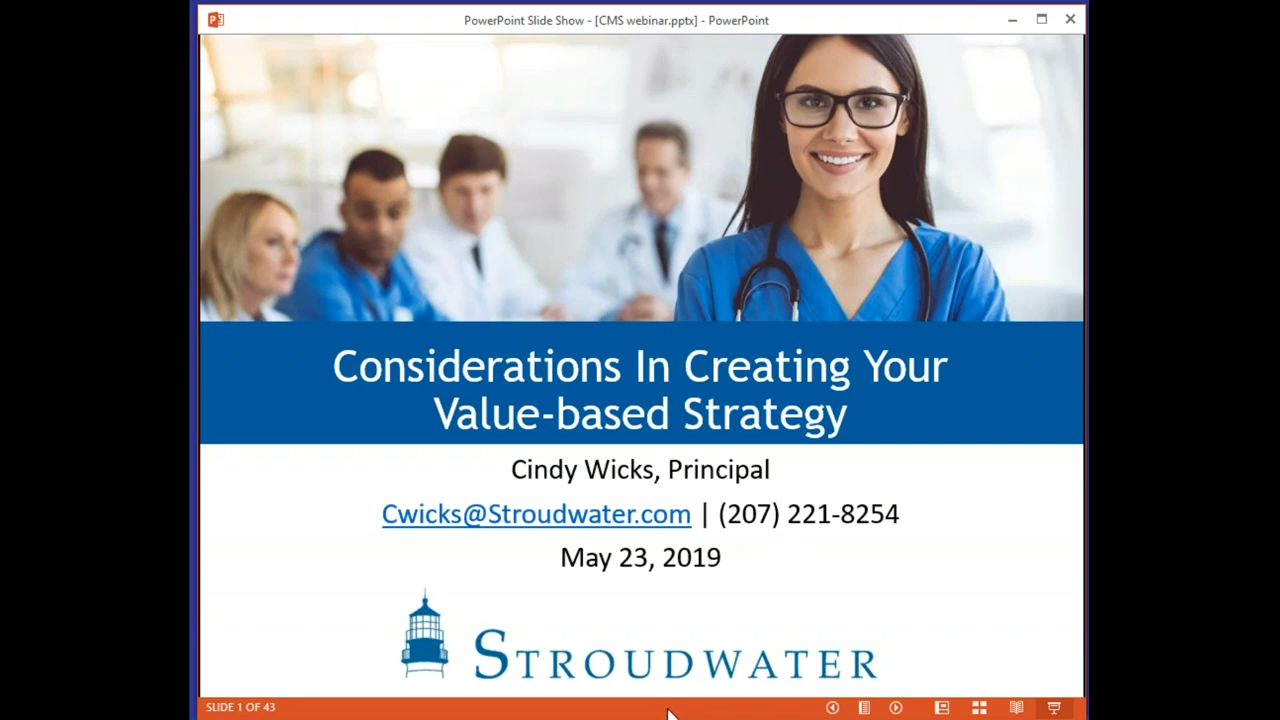 PowerPoint Slide Show - [CMS webinar.pptx] - PowerPoint
Considerations In Creating Your
Value-based Strategy
Cindy Wicks, Principal
Cwicks@Stroudwater.com | (207) 221-8254
May 23, 2019
STROUDWATER
SLIDE 1 OF 43